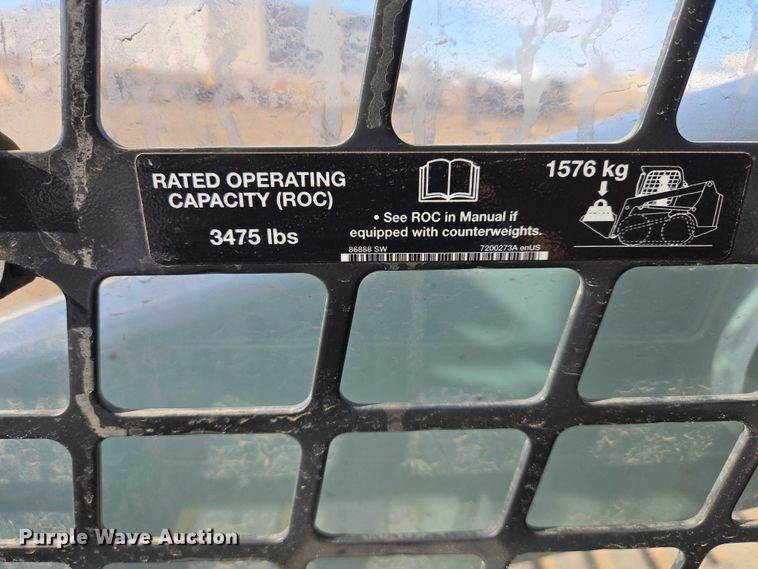 RATED OPERATING
CAPACITY (ROC)
3475 lbs
• See ROC in Manual if
equipped with counterweights.
86888 SW
7200273A enUS
1576 kg
Purple Wave Auction